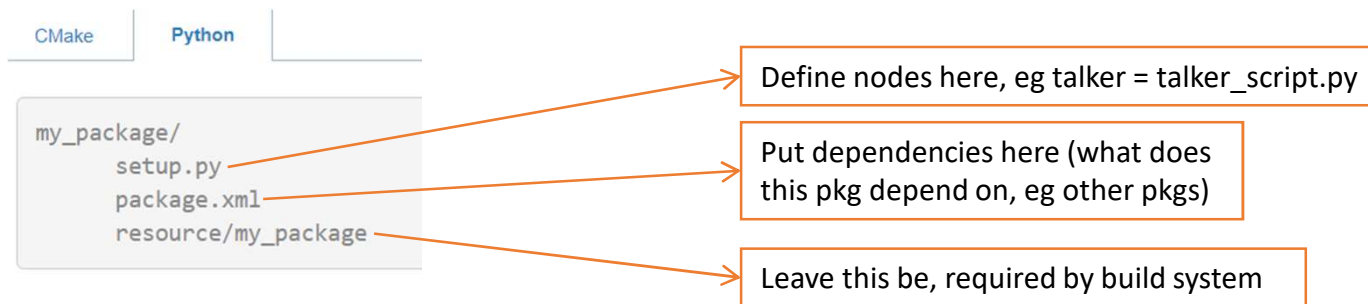 CMake
Python
my_package/
setup.py
package.xml
resource/my_package
Define nodes here, eg talker = talker_script.py
Put dependencies here (what does
this pkg depend on, eg other pkgs)
Leave this be, required by build system